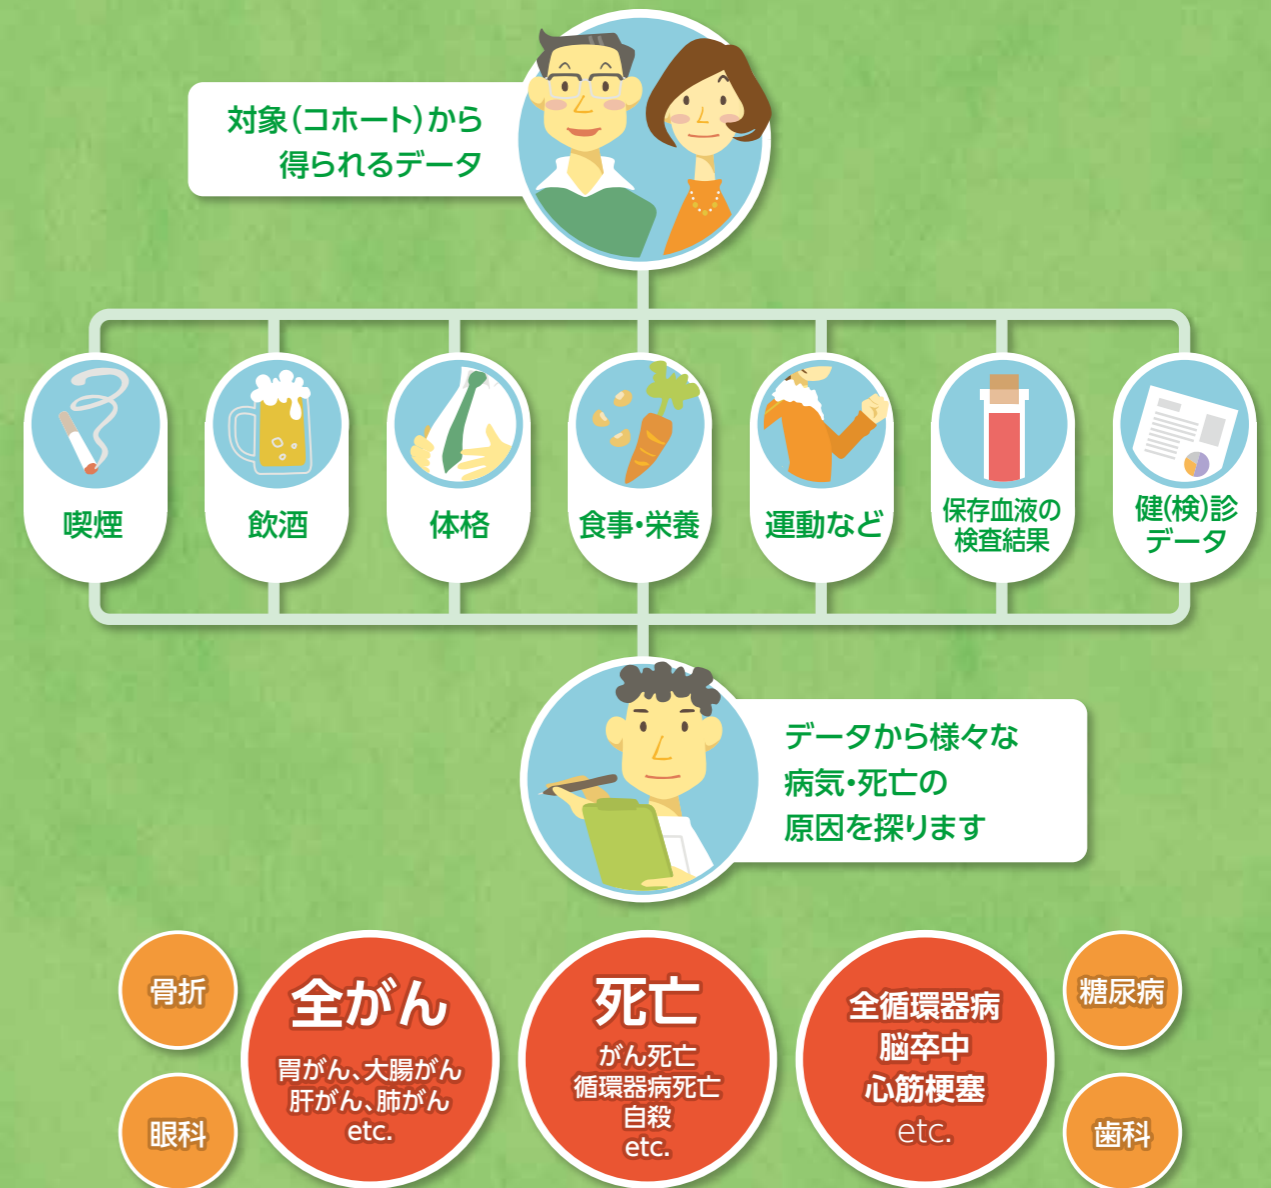 対象(コホート)から
得られるデータ
喫煙
飲酒
体格
食事・栄養
運動など
保存血液の
検査結果
健(検)診
データ
データから様々な
病気・死亡の
原因を探ります
骨折
眼科
全がん
胃がん、大腸がん
肝がん、肺がん
etc.
死亡
がん死亡
循環器病死亡
自殺
etc.
全循環器病
脳卒中
心筋梗塞
etc.
糖尿病
歯科